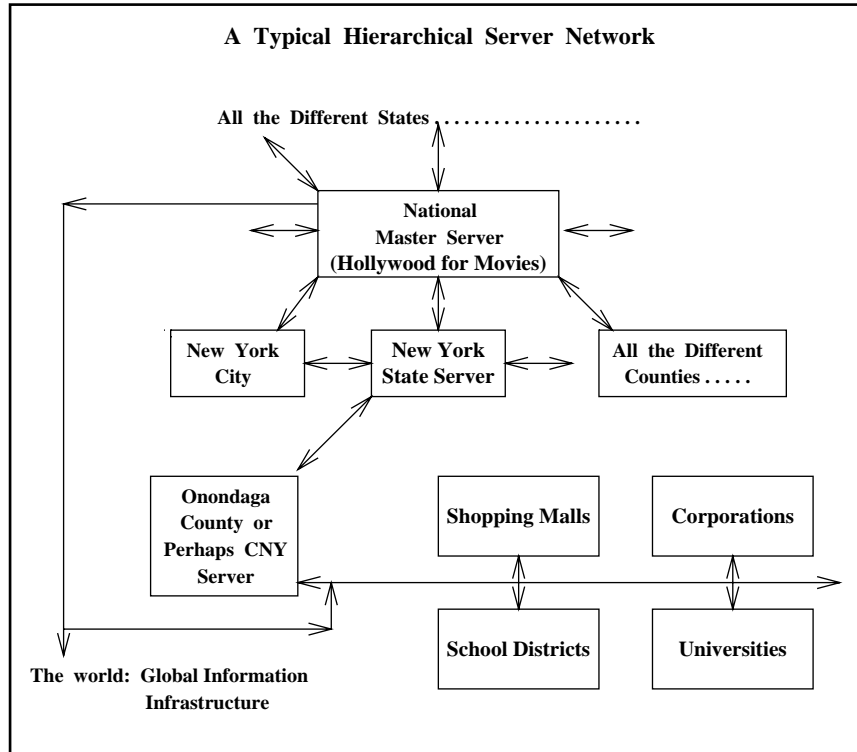 A Typical Hierarchical Server Network
All the Different States . . . . . . . . . . . . . . . . . . . . .
National
Master Server
(Hollywood for Movies)
New York
City
New York
State Server
All the Different
Counties . . . . .
Onondaga
County or
Perhaps CNY
Server
Shopping Malls
Corporations
School Districts
Universities
The world: Global Information
Infrastructure